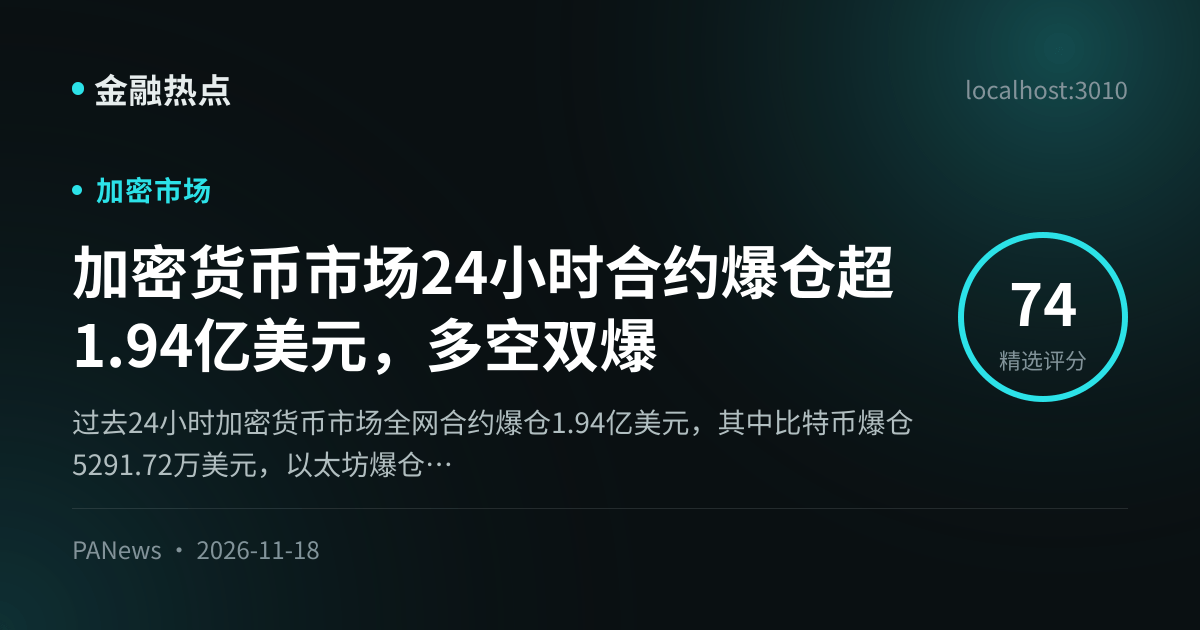 金融热点
localhost:3010
加密市场
加密货币市场24小时合约爆仓超
1.94亿美元，多空双爆
74
精选评分
过去24小时加密货币市场全网合约爆仓1.94亿美元，其中比特币爆仓
5291.72万美元，以太坊爆仓…
PANews · 2026-11-18